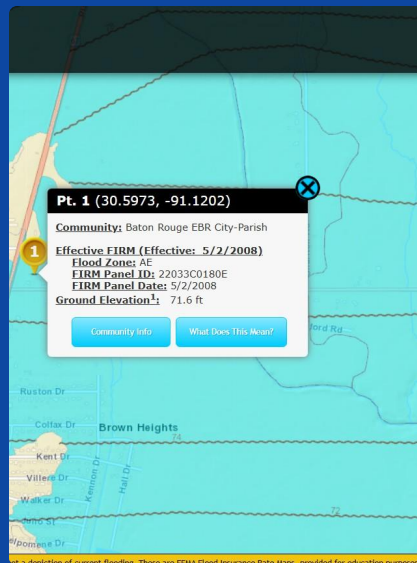 Pt. 1 (30.5973, -91.1202)
Community: Baton Rouge EBR City-Parish
Effective FIRM (Effective: 5/2/2008)
Flood Zone: AE
FIRM Panel ID: 22033C0180E
FIRM Panel Date: 5/2/2008
Ground Elevation1: 71.6 ft
Community Info
What Does This Mean?
1
ford Rd
Ruston Dr
Colfax Dr
Brown Heights
74
Kent Dr
Villere Dr
Kennon Dr
Hall Dr
Walker Dr
72
elpomene Dr
not a depiction of current flooding. These are FEMA Flood Insurance Rate Maps, provided for education purposes